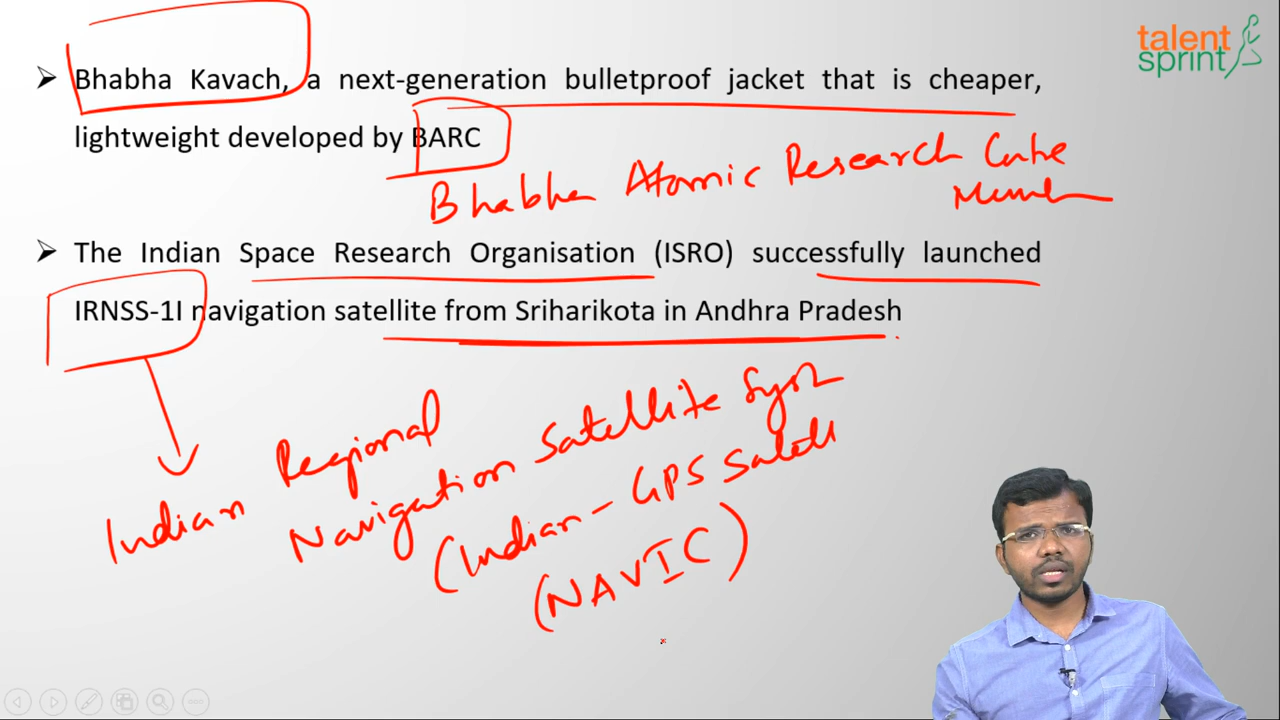 talent
sprint
➢ Bhabha Kavach, a next-generation bulletproof jacket that is cheaper,
lightweight developed by BARC
Bhabha Atomic Research
➢ The Indian Space Research Organisation (ISRO) successfully launched
IRNSS-1I navigation satellite from Sriharikota in Andhra Pradesh
Indian Regional
Navigation Satellite
(Indian - GPS
(NAVIC)